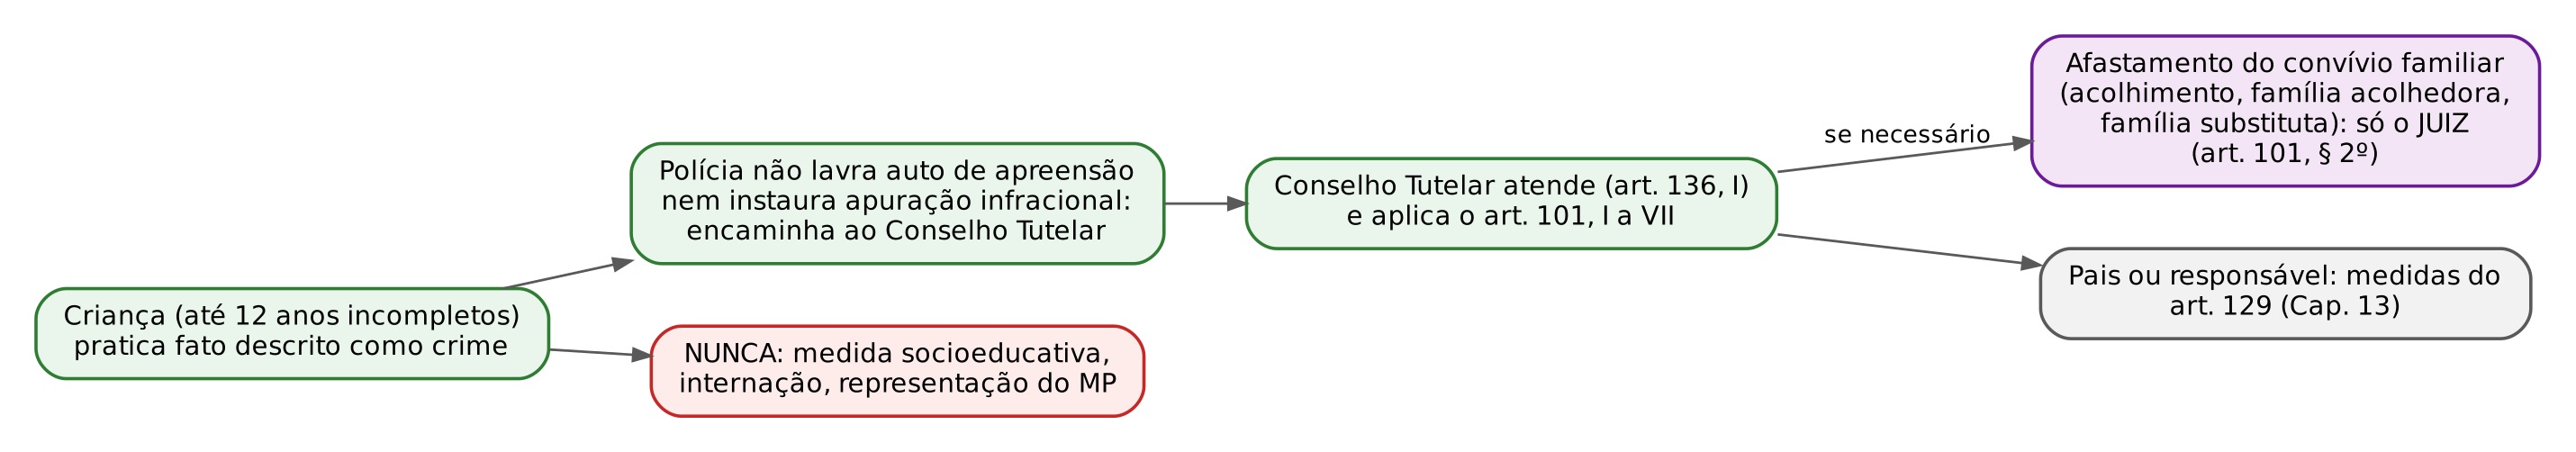 Criança (até 12 anos incompletos)
pratica fato descrito como crime
Polícia não lavra auto de apreensão
nem instaura apuração infracional:
encaminha ao Conselho Tutelar
NUNCA: medida socioeducativa,
internação, representação do MP
Conselho Tutelar atende (art. 136, I)
e aplica o art. 101, I a VII
se necessário
Afastamento do convívio familiar
(acolhimento, família acolhedora,
família substituta): só o JUIZ
(art. 101, § 2º)
Pais ou responsável: medidas do
art. 129 (Cap. 13)